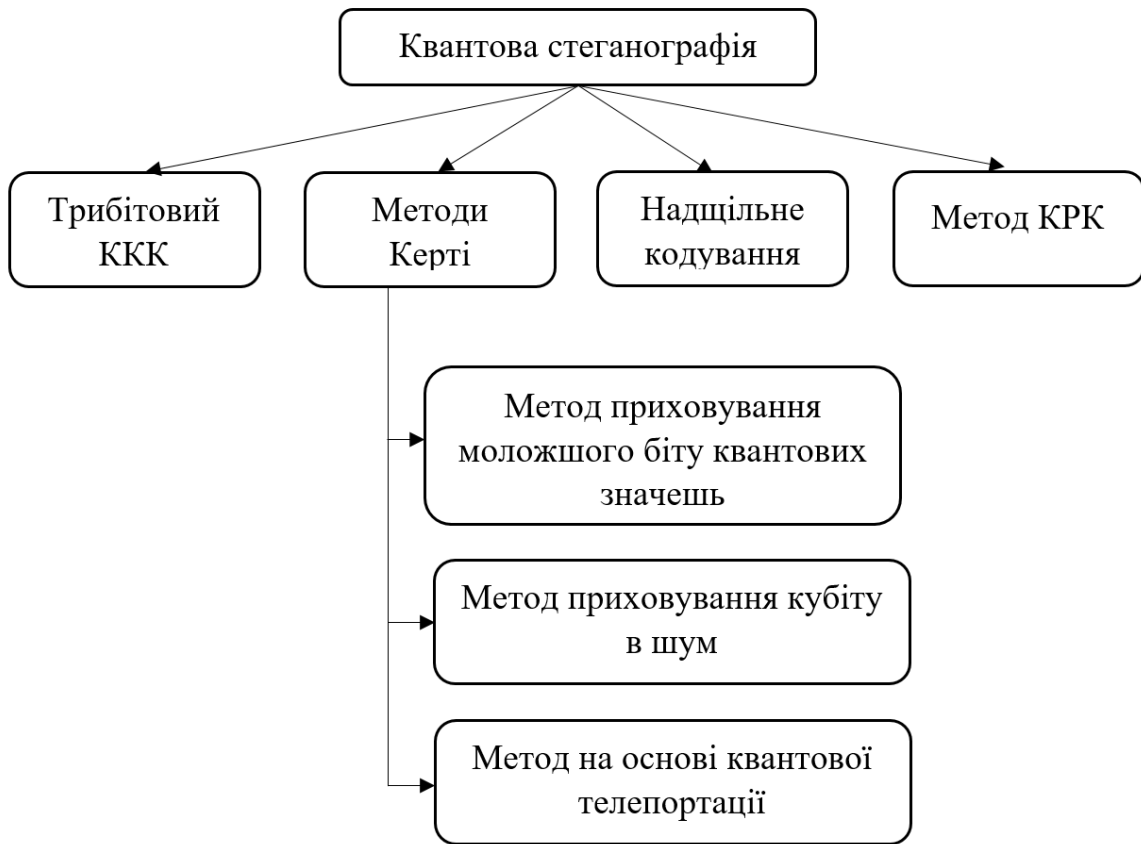 Квантова стеганографія
Трибітовий
ККК
Методи
Керті
Надщільне
кодування
Метод КРК
Метод приховування
моложшого біту квантових
значешь
Метод приховування кубіту
в шум
Метод на основі квантової
телепортації